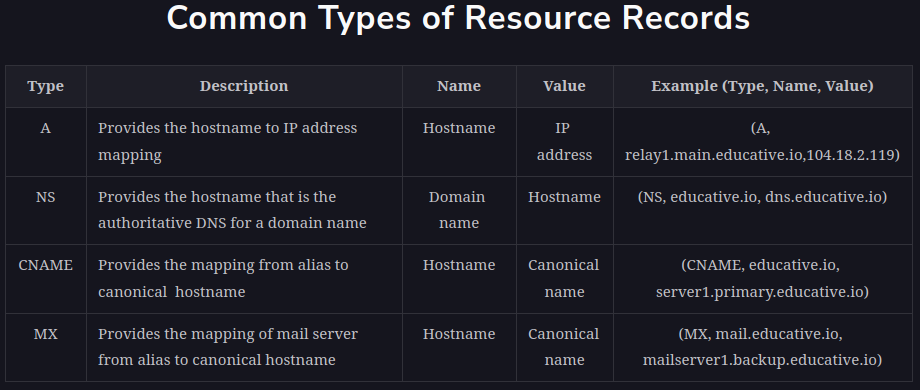 Common Types of Resource Records
Type Description Name Value Example (Type, Name, Value)
A Provides the hostname to IP address Hostname IP (A,
mapping address relay1.main.educative.io,104.18.2.119)
NS Provides the hostname that is the Domain Hostname (NS, educative.io, dns.educative.io)
authoritative DNS for a domain name name
CNAME Provides the mapping from alias to Hostname Canonical (CNAME, educative.io,
canonical hostname name server1.primary.educative.io)
MX Provides the mapping of mail server Hostname Canonical (MX, mail.educative.io,
from alias to canonical hostname name mailserver1.backup.educative.io)